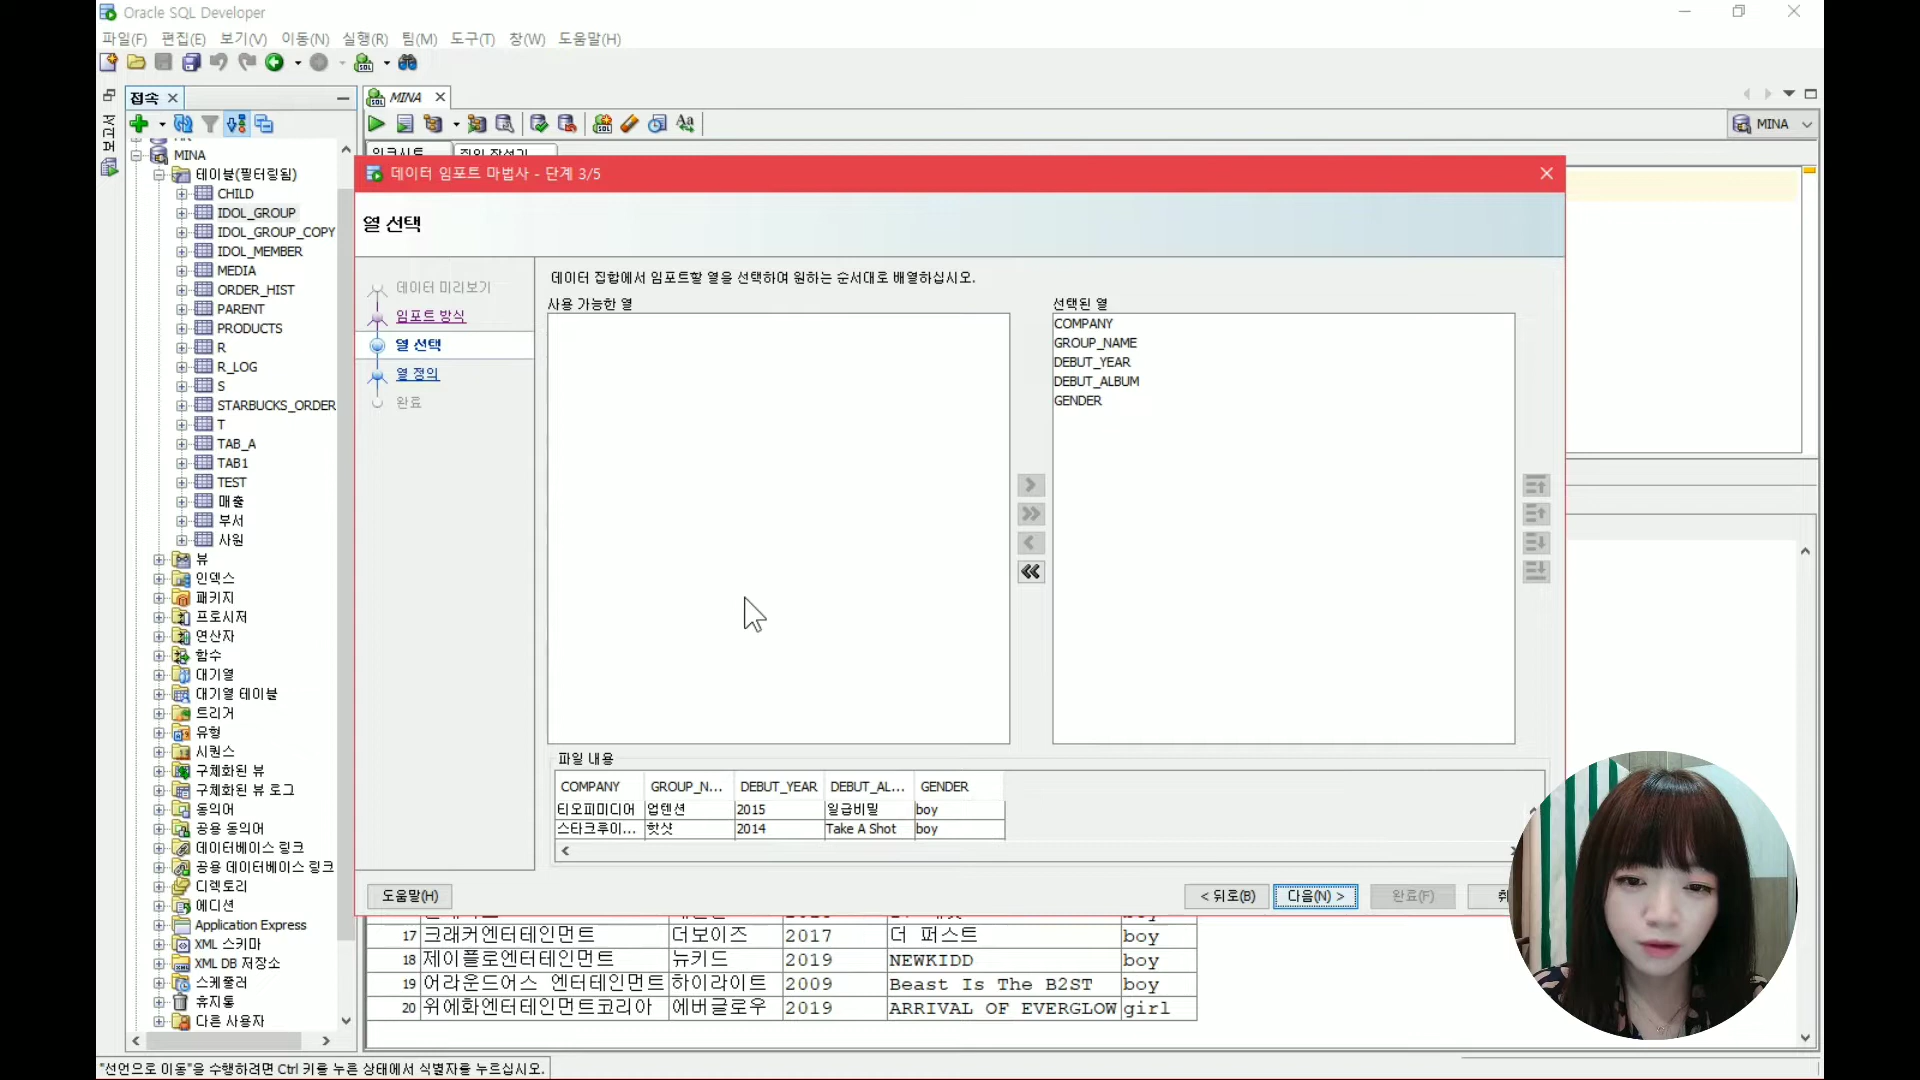 Oracle SQL Developer
파일(F) 편집(E) 보기(V) 이동(N) 실행(R) 팀(M) 도구(T) 창(W) 도움말(H)
접속
MINA
MINA
워크시트 질의 작성기
MINA
테이블(필터링됨)
CHILD
IDOL_GROUP
IDOL_GROUP_COPY
IDOL_MEMBER
MEDIA
ORDER_HIST
PARENT
PRODUCTS
R
R_LOG
S
STARBUCKS_ORDER
T
TAB_A
TAB1
TEST
매출
부서
사원
뷰
인덱스
패키지
프로시저
연산자
함수
대기열
대기열 테이블
트리거
유형
시퀀스
구체화된 뷰
구체화된 뷰 로그
동의어
공용 동의어
데이터베이스 링크
공용 데이터베이스 링크
디렉토리
에디션
Application Express
XML 스키마
XML DB 저장소
스케줄러
휴지통
다른 사용자
데이터 임포트 마법사 - 단계 3/5
열 선택
데이터 미리보기
임포트 방식
열 선택
열 정의
완료
데이터 집합에서 임포트할 열을 선택하여 원하는 순서대로 배열하십시오.
사용 가능한 열
선택된 열
COMPANY
GROUP_NAME
DEBUT_YEAR
DEBUT_ALBUM
GENDER
파일 내용
COMPANY GROUP_N... DEBUT_YEAR DEBUT_AL... GENDER
티오피미디어 업텐션 2015 일급비밀 boy
스타크루이... 핫샷 2014 Take A Shot boy
도움말(H) < 뒤로(B) 다음(N) > 완료(F) 취
17 크래커엔터테인먼트 더보이즈 2017 더 퍼스트 boy
18 제이플로엔터테인먼트 뉴키드 2019 NEWKIDD boy
19 어라운드어스 엔터테인먼트 하이라이트 2009 Beast Is The B2ST boy
20 위에화엔터테인먼트코리아 에버글로우 2019 ARRIVAL OF EVERGLOW girl
"선언으로 이동"을 수행하려면 Ctrl 키를 누른 상태에서 식별자를 누르십시오.